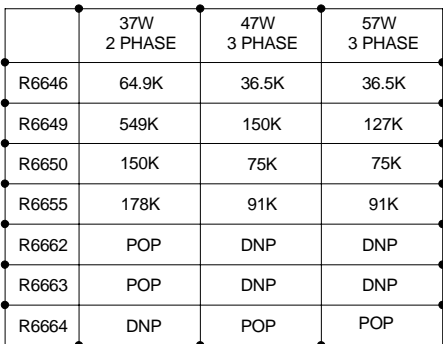 37W 47W 57W
2 PHASE 3 PHASE 3 PHASE
R6646 64.9K 36.5K 36.5K
R6649 549K 150K 127K
R6650 150K 75K 75K
R6655 178K 91K 91K
R6662 POP DNP DNP
R6663 POP DNP DNP
R6664 DNP POP POP